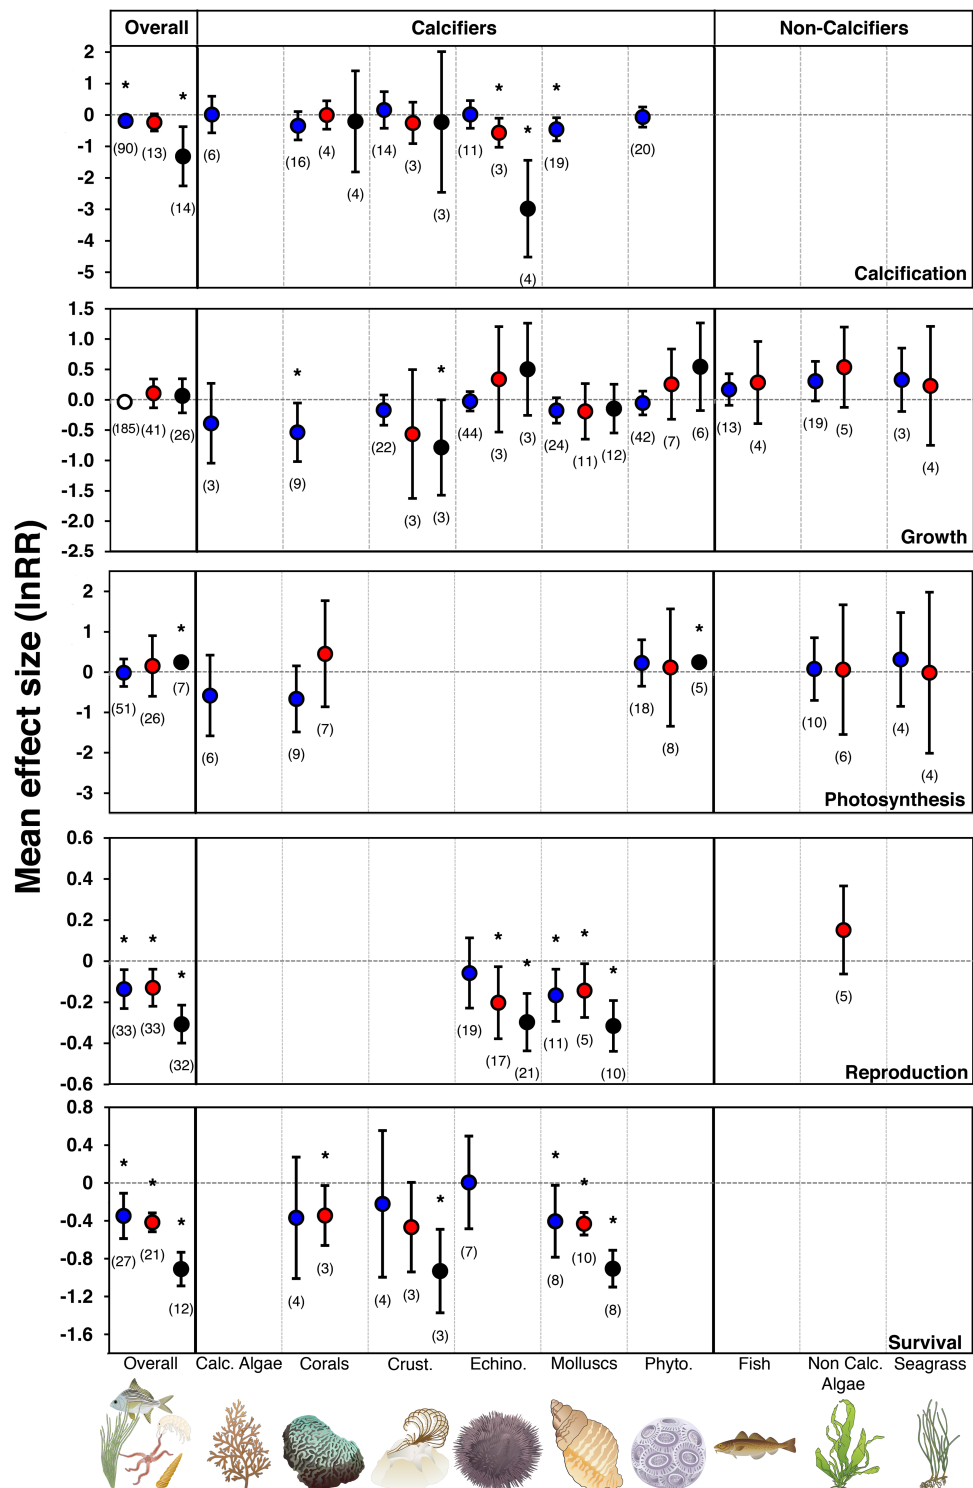 Overall Calcifiers Non-Calcifiers
Mean effect size (lnRR)
2
1
0
-1
-2
-3
-4
-5
* * * * *
(90) (13) (14) (6) (16) (4) (4) (14) (3) (3) (11) (3) (4) (19) (20)
Calcification
1.5
1.0
0.5
0.0
-0.5
-1.0
-1.5
-2.0
-2.5
* *
(185) (41) (26) (3) (9) (22) (3) (3) (44) (3) (3) (24) (11) (12) (42) (7) (6) (13) (4) (19) (5) (3) (4)
Growth
2
1
0
-1
-2
-3
* *
(51) (26) (7) (6) (9) (7) (18) (8) (5) (10) (6) (4) (4)
Photosynthesis
0.6
0.4
0.2
0
-0.2
-0.4
-0.6
* * * * * * * *
(33) (33) (32) (19) (17) (21) (11) (5) (10) (5)
Reproduction
0.8
0.4
0
-0.4
-0.8
-1.2
-1.6
* * * * * * * *
(27) (21) (12) (4) (3) (4) (3) (3) (7) (8) (10) (8)
Survival
Overall Calc. Algae Corals Crust. Echino. Molluscs Phyto. Fish Non Calc. Seagrass
Algae